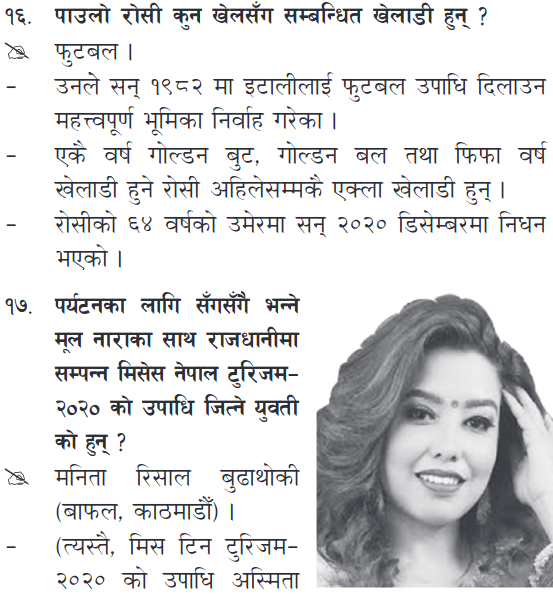 १६. पाउलो रोसी कुन खेलसँग सम्बन्धित खेलाडी हुन् ?
फुटबल ।
– उनले सन् १९८२ मा इटालीलाई फुटबल उपाधि दिलाउन
महत्त्वपूर्ण भूमिका निर्वाह गरेका ।
– एकै वर्ष गोल्डन बुट, गोल्डन बल तथा फिफा वर्ष
खेलाडी हुने रोसी अहिलेसम्मकै एक्ला खेलाडी हुन् ।
– रोसीको ६४ वर्षको उमेरमा सन् २०२० डिसेम्बरमा निधन
भएको ।
१७. पर्यटनका लागि सँगसँगै भन्ने
मूल नाराका साथ राजधानीमा
सम्पन्न मिसेस नेपाल टुरिजम–
२०२० को उपाधि जित्ने युवती
को हुन् ?
मनिता रिसाल बुढाथोकी
(बाफल, काठमाडौँ) ।
– (त्यस्तै, मिस टिन टुरिजम–
२०२० को उपाधि अस्मिता